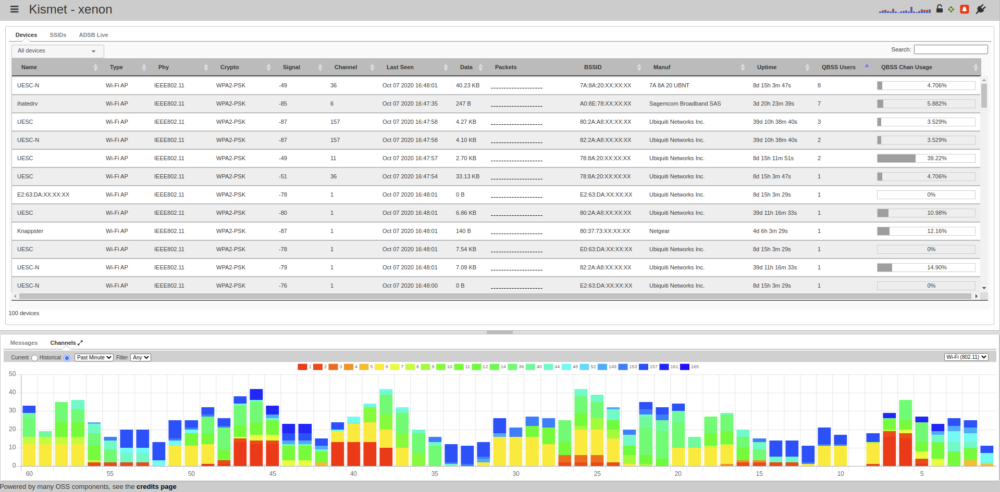 Kismet - xenon
Devices SSIDs ADSB Live
All devices
Search:
Name Type Phy Crypto Signal Channel Last Seen Data Packets BSSID Manuf Uptime QBSS Users QBSS Chan Usage
UESC-N Wi-Fi AP IEEE802.11 WPA2-PSK -49 36 Oct 07 2020 16:48:01 40.23 KB 7A:8A:20:XX:XX:XX 7A 8A 20 UBNT 8d 15h 3m 47s 8 4.706%
ihatedrv Wi-Fi AP IEEE802.11 WPA2-PSK -85 6 Oct 07 2020 16:47:35 247 B A0:8E:78:XX:XX:XX Sagemcom Broadband SAS 3d 20h 23m 39s 7 5.882%
UESC Wi-Fi AP IEEE802.11 WPA2-PSK -87 157 Oct 07 2020 16:47:58 4.27 KB 80:2A:A8:XX:XX:XX Ubiquiti Networks Inc. 39d 10h 38m 40s 3 3.529%
UESC-N Wi-Fi AP IEEE802.11 WPA2-PSK -87 157 Oct 07 2020 16:47:58 4.10 KB 82:2A:A8:XX:XX:XX Ubiquiti Networks Inc. 39d 10h 38m 40s 2 3.529%
UESC Wi-Fi AP IEEE802.11 WPA2-PSK -49 11 Oct 07 2020 16:47:57 2.70 KB 78:8A:20:XX:XX:XX Ubiquiti Networks Inc. 8d 15h 11m 51s 2 39.22%
UESC Wi-Fi AP IEEE802.11 WPA2-PSK -51 36 Oct 07 2020 16:47:54 33.13 KB 78:8A:20:XX:XX:XX Ubiquiti Networks Inc. 8d 15h 3m 47s 1 4.706%
E2:63:DA:XX:XX:XX Wi-Fi AP IEEE802.11 WPA2-PSK -78 1 Oct 07 2020 16:48:01 0 B E2:63:DA:XX:XX:XX Ubiquiti Networks Inc. 8d 15h 3m 29s 1 0%
UESC Wi-Fi AP IEEE802.11 WPA2-PSK -80 1 Oct 07 2020 16:48:01 6.86 KB 80:2A:A8:XX:XX:XX Ubiquiti Networks Inc. 39d 11h 16m 33s 1 10.98%
Knappster Wi-Fi AP IEEE802.11 WPA2-PSK -87 1 Oct 07 2020 16:48:01 140 B 80:37:73:XX:XX:XX Netgear 4d 6h 3m 29s 1 12.16%
UESC Wi-Fi AP IEEE802.11 WPA2-PSK -78 1 Oct 07 2020 16:48:01 7.54 KB E0:63:DA:XX:XX:XX Ubiquiti Networks Inc. 8d 15h 3m 29s 1 0%
UESC-N Wi-Fi AP IEEE802.11 WPA2-PSK -79 1 Oct 07 2020 16:48:01 7.09 KB 82:2A:A8:XX:XX:XX Ubiquiti Networks Inc. 39d 11h 16m 33s 1 14.90%
UESC-N Wi-Fi AP IEEE802.11 WPA2-PSK -76 1 Oct 07 2020 16:48:00 0 B E2:63:DA:XX:XX:XX Ubiquiti Networks Inc. 8d 15h 3m 29s 1 0%
100 devices
Messages Channels
Current Historical Past Minute Filter Any Wi-Fi (802.11)
1 2 3 4 5 6 7 8 9 10 11 12 14 36 40 44 48 52 149 153 157 161 165
50
40
30
20
10
0
60 55 50 45 40 35 30 25 20 15 10 5
Powered by many OSS components, see the credits page